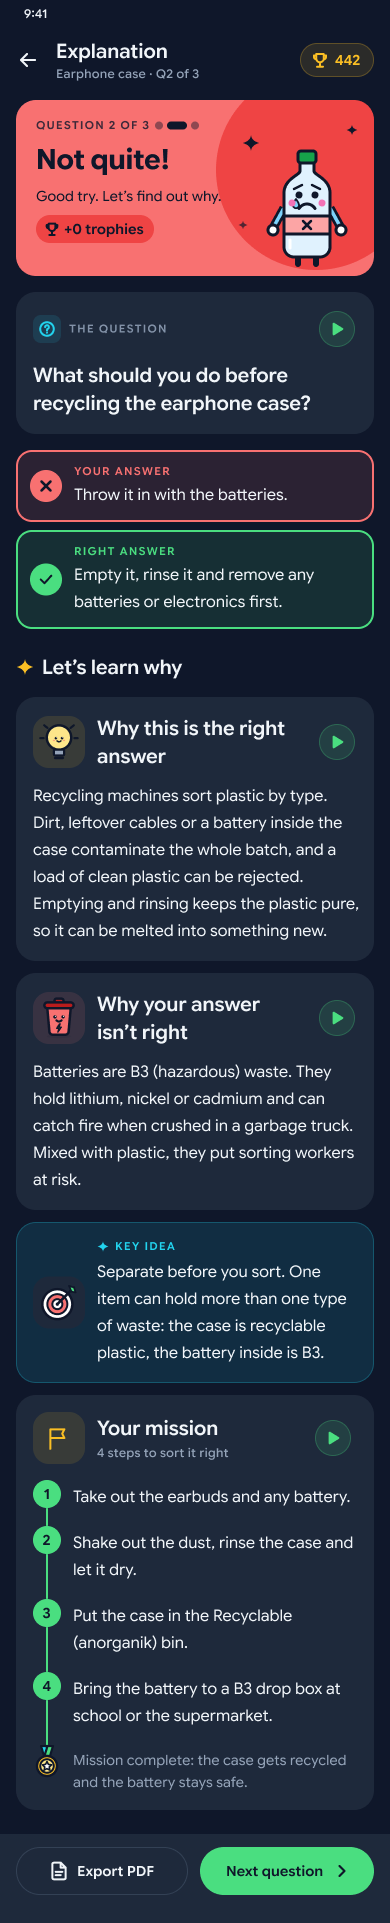 9:41
Explanation
Earphone case · Q2 of 3
442
QUESTION 2 OF 3
Not quite!
Good try. Let's find out why.
+0 trophies
THE QUESTION
What should you do before
recycling the earphone case?
YOUR ANSWER
Throw it in with the batteries.
RIGHT ANSWER
Empty it, rinse it and remove any
batteries or electronics first.
Let's learn why
Why this is the right
answer
Recycling machines sort plastic by type.
Dirt, leftover cables or a battery inside the
case contaminate the whole batch, and a
load of clean plastic can be rejected.
Emptying and rinsing keeps the plastic pure,
so it can be melted into something new.
Why your answer
isn't right
Batteries are B3 (hazardous) waste. They
hold lithium, nickel or cadmium and can
catch fire when crushed in a garbage truck.
Mixed with plastic, they put sorting workers
at risk.
KEY IDEA
Separate before you sort. One
item can hold more than one type
of waste: the case is recyclable
plastic, the battery inside is B3.
Your mission
4 steps to sort it right
1 Take out the earbuds and any battery.
2 Shake out the dust, rinse the case and
let it dry.
3 Put the case in the Recyclable
(anorganik) bin.
4 Bring the battery to a B3 drop box at
school or the supermarket.
Mission complete: the case gets recycled
and the battery stays safe.
Export PDF
Next question